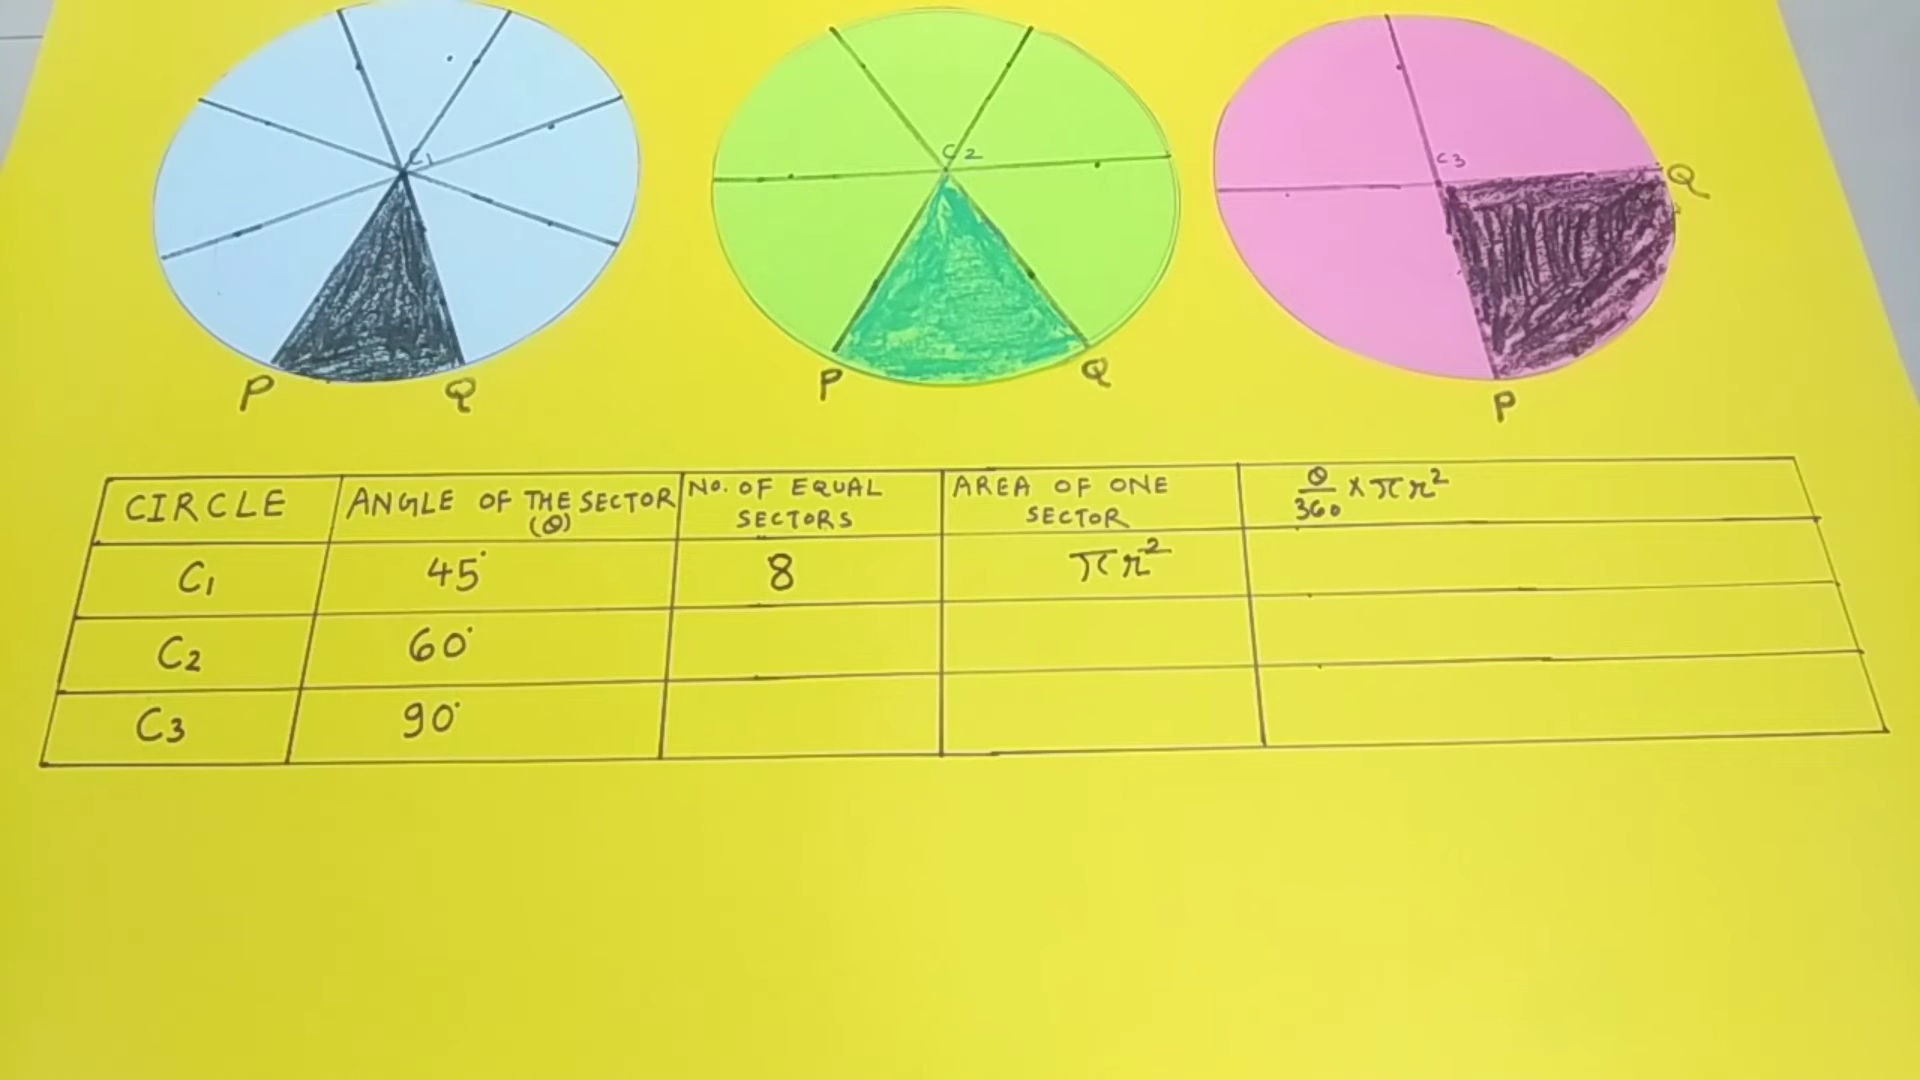 C1
C2
C3
Q
P Q
P Q
P
CIRCLE
ANGLE OF THE SECTOR
(θ)
No. OF EQUAL
SECTORS
AREA OF ONE
SECTOR
θ/360 × πr²
C1 45° 8 πr²
C2 60°
C3 90°